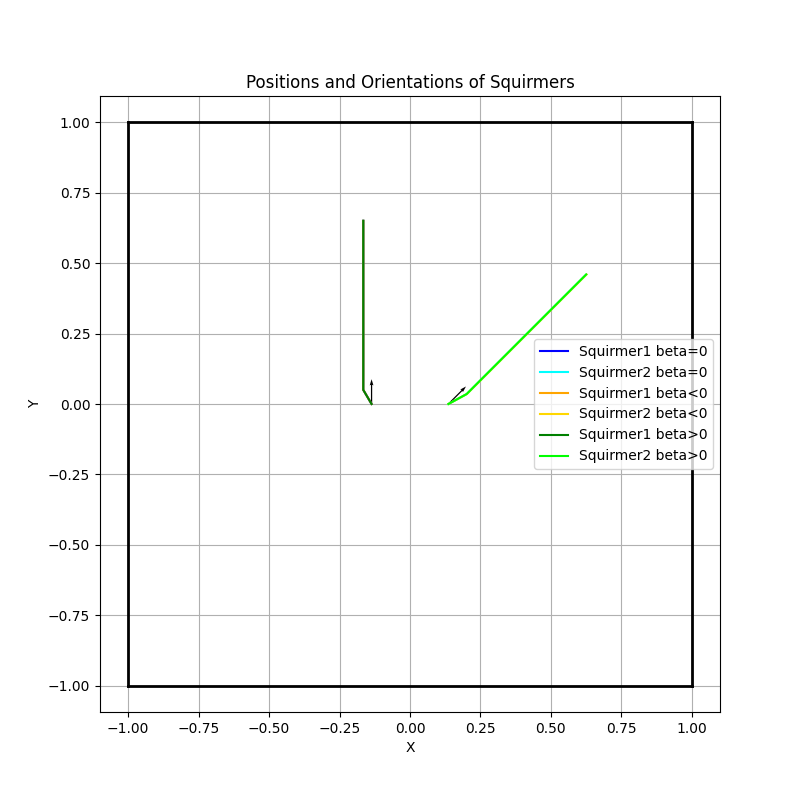 Positions and Orientations of Squirmers
Y
1.00
0.75
0.50
0.25
0.00
−0.25
−0.50
−0.75
−1.00
Squirmer1 beta=0
Squirmer2 beta=0
Squirmer1 beta<0
Squirmer2 beta<0
Squirmer1 beta>0
Squirmer2 beta>0
−1.00 −0.75 −0.50 −0.25 0.00 0.25 0.50 0.75 1.00
X